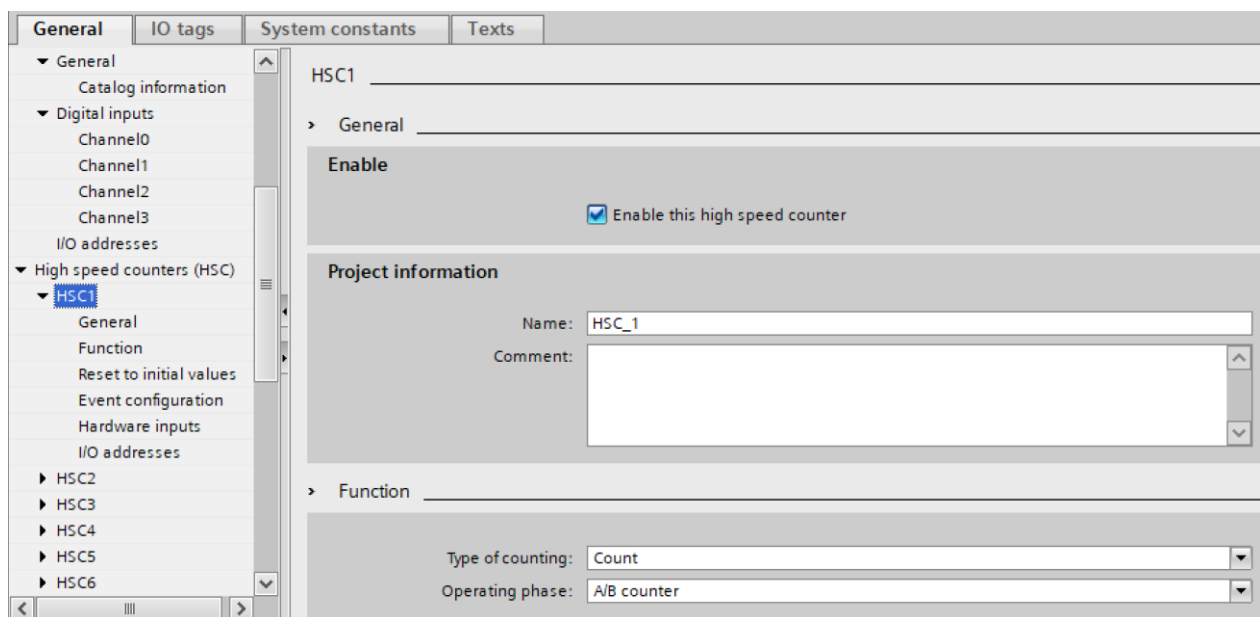 General
IO tags
System constants
Texts
General
Catalog information
Digital inputs
Channel0
Channel1
Channel2
Channel3
I/O addresses
High speed counters (HSC)
HSC1
General
Function
Reset to initial values
Event configuration
Hardware inputs
I/O addresses
HSC2
HSC3
HSC4
HSC5
HSC6
HSC1
General
Enable
Enable this high speed counter
Project information
Name: HSC_1
Comment:
Function
Type of counting: Count
Operating phase: A/B counter